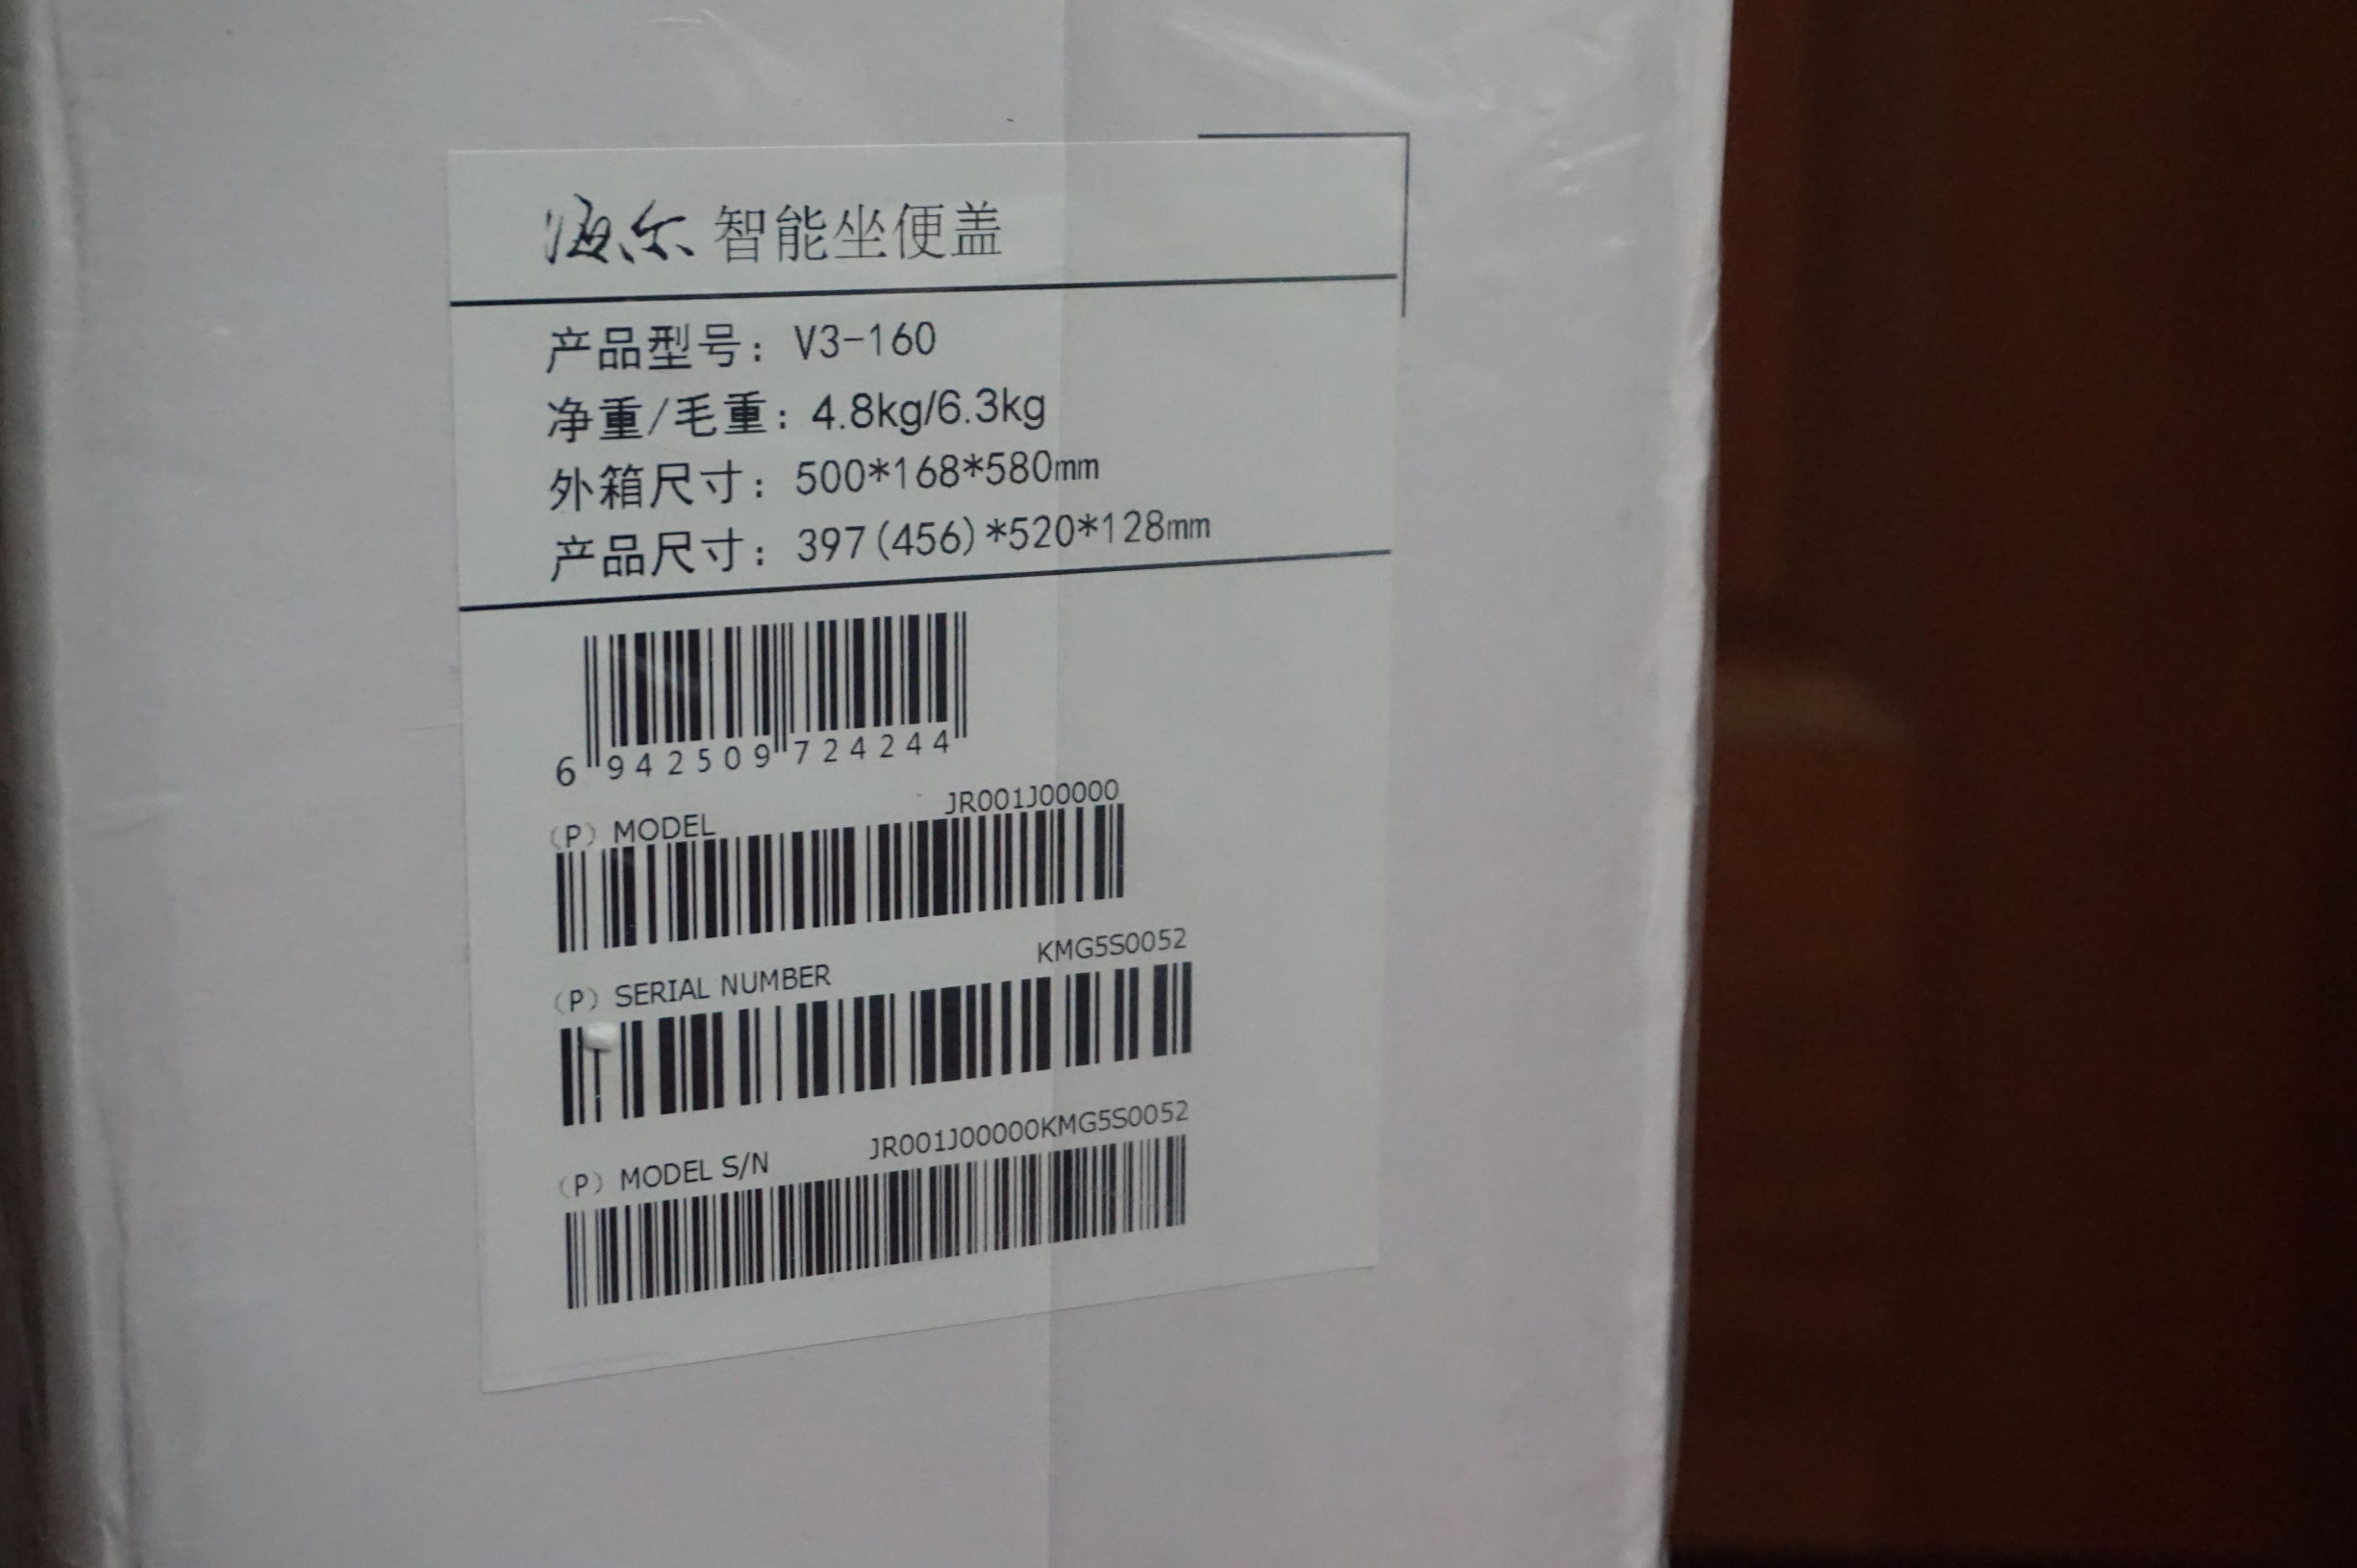 海尔 智能坐便盖
产品型号： V3-160
净重/毛重： 4.8kg/6.3kg
外箱尺寸： 500*168*580mm
产品尺寸： 397(456)*520*128mm
6 942509 724244
（P）MODEL JR001J00000
（P）SERIAL NUMBER KMG5S0052
（P）MODEL S/N JR001J00000KMG5S0052